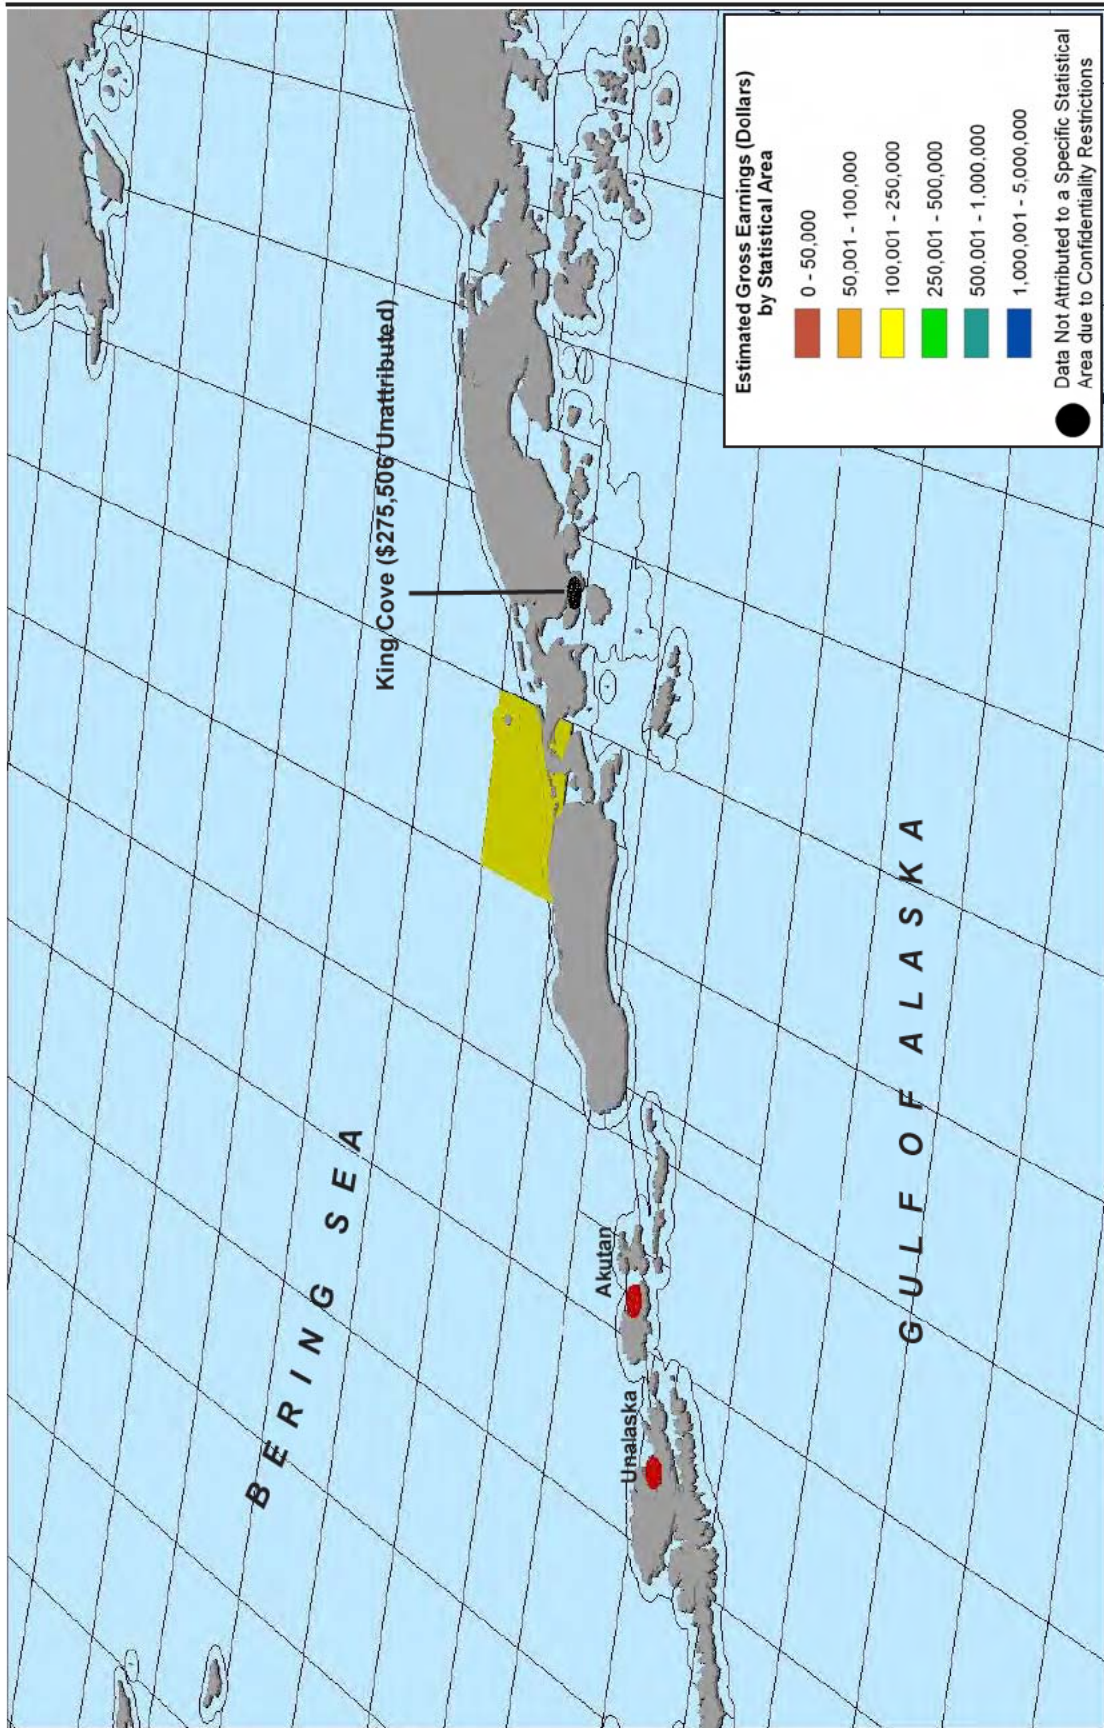 BERING SEA
King Cove ($275,506 Unattributed)
Unalaska
Akutan
GULF OF ALASKA
Estimated Gross Earnings (Dollars)
by Statistical Area
0 - 50,000
50,001 - 100,000
100,001 - 250,000
250,001 - 500,000
500,001 - 1,000,000
1,000,001 - 5,000,000
Data Not Attributed to a Specific Statistical
Area due to Confidentiality Restrictions